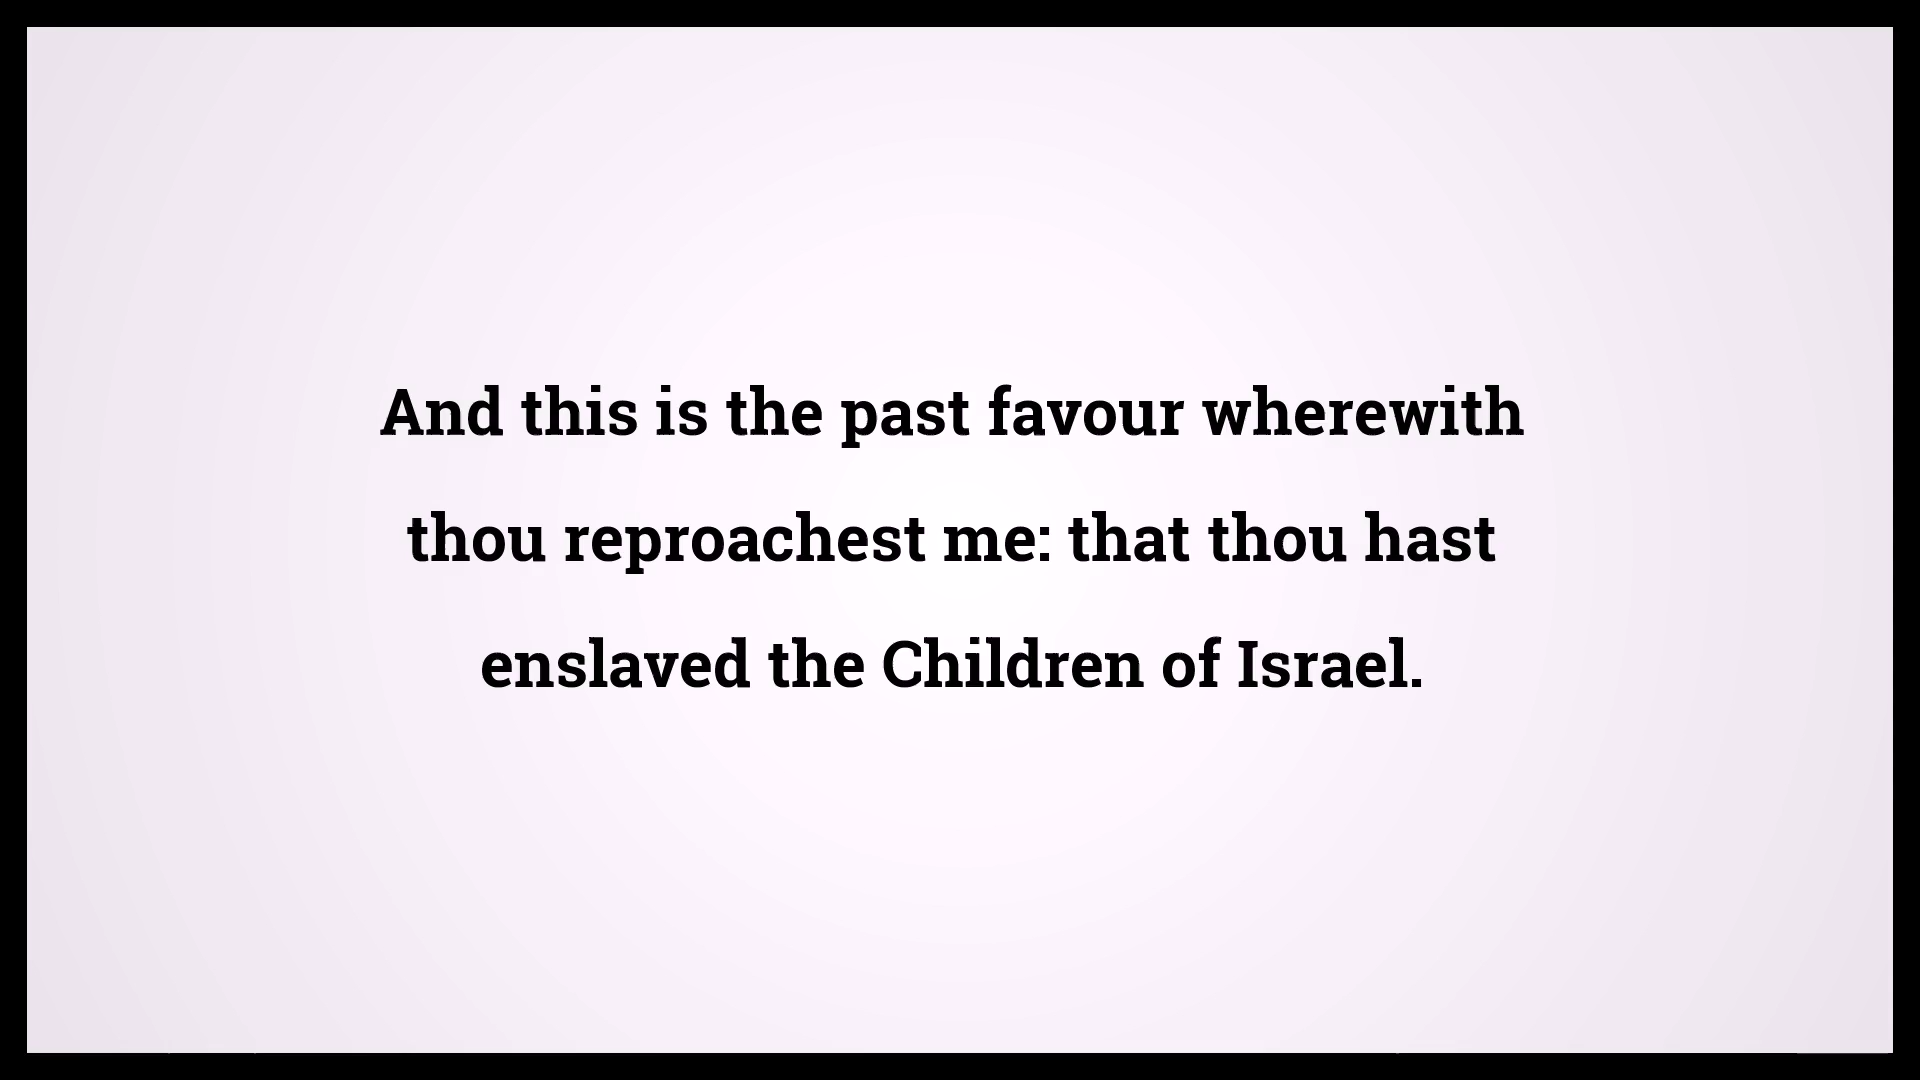 And this is the past favour wherewith
thou reproachest me: that thou hast
enslaved the Children of Israel.